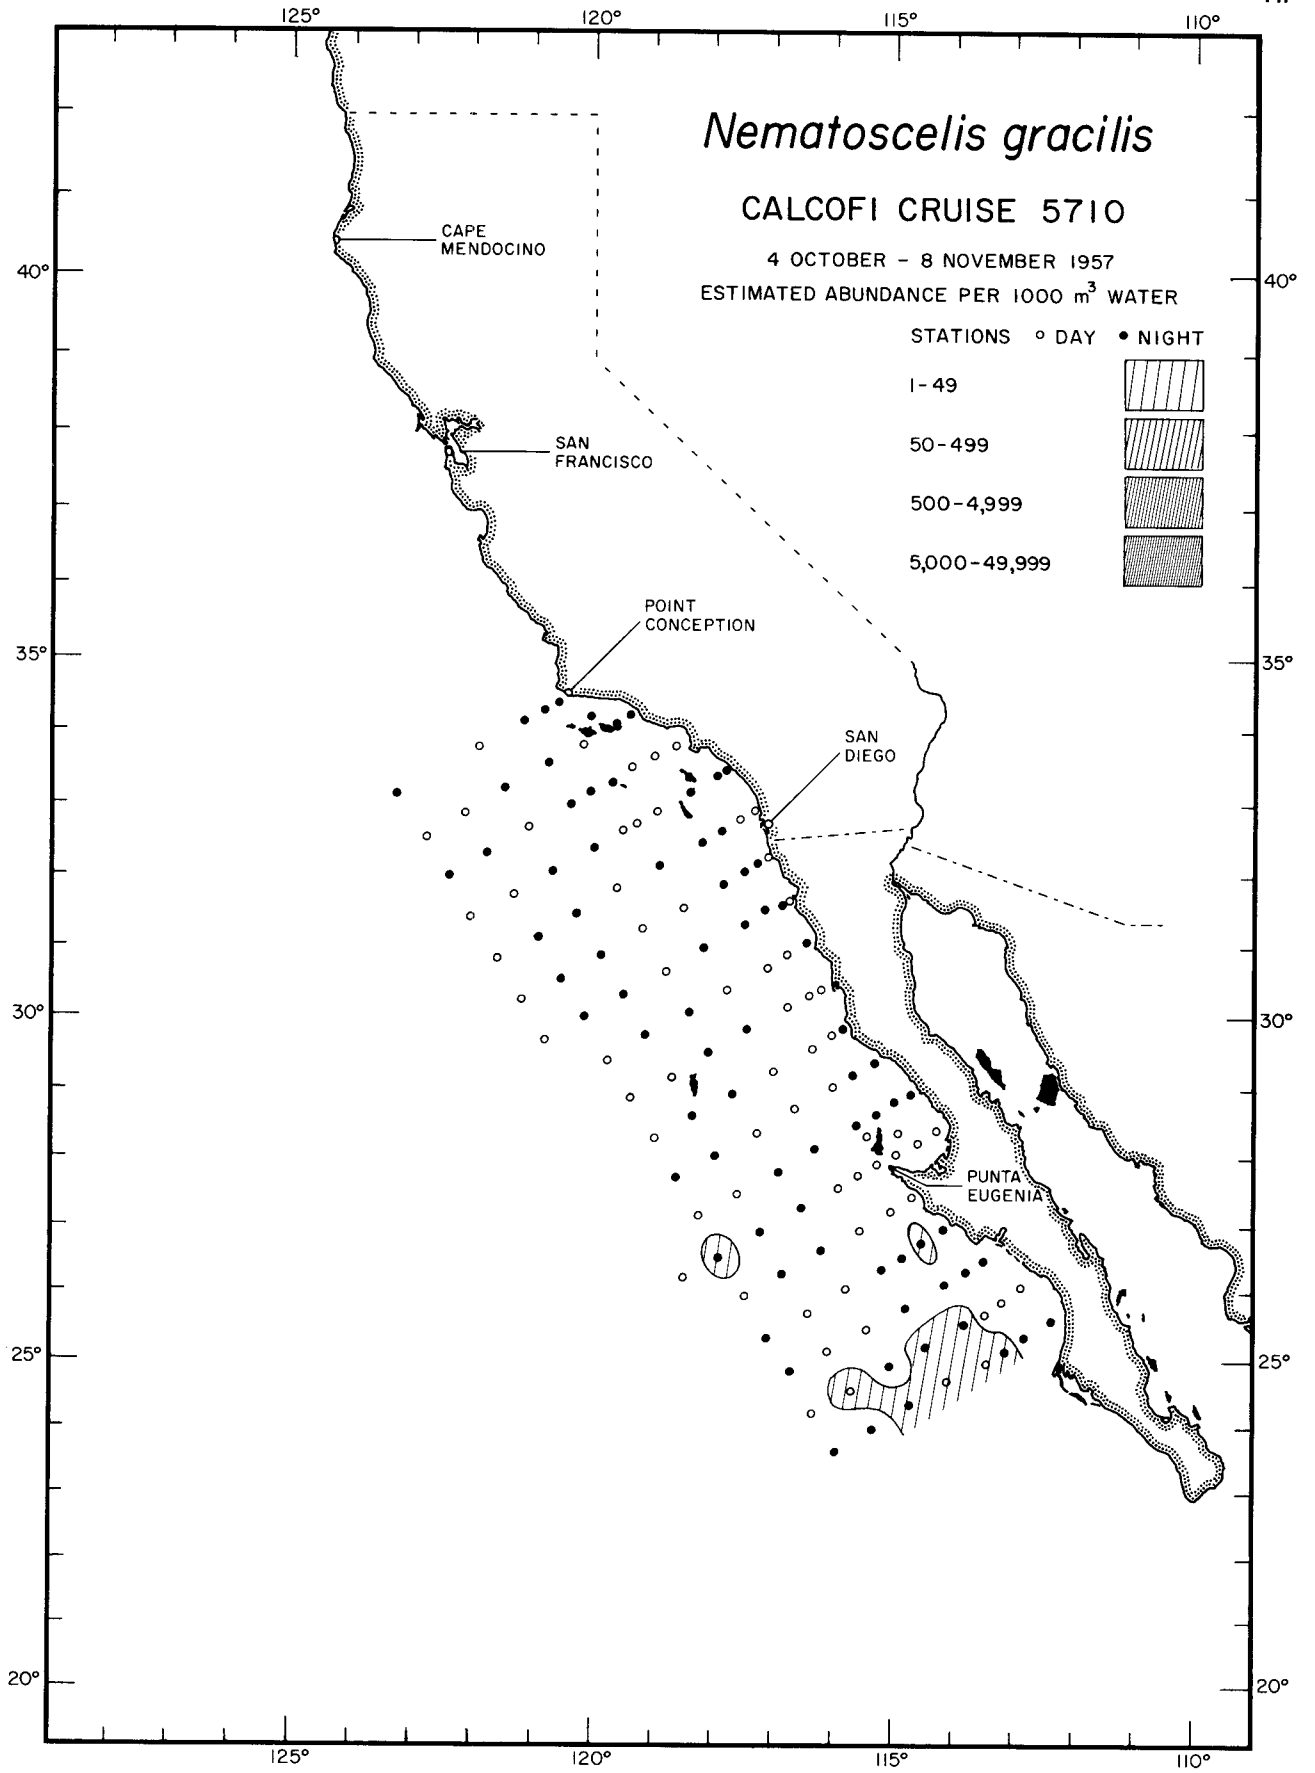 125° 120° 115° 110°
Nematoscelis gracilis
CALCOFI CRUISE 5710
4 OCTOBER – 8 NOVEMBER 1957
ESTIMATED ABUNDANCE PER 1000 m³ WATER
STATIONS ○ DAY ● NIGHT
1-49
50-499
500-4,999
5,000-49,999
CAPE
MENDOCINO
40° 40°
SAN
FRANCISCO
POINT
CONCEPTION
35° 35°
SAN
DIEGO
30° 30°
PUNTA
EUGENIA
25° 25°
20° 20°
125° 120° 115° 110°